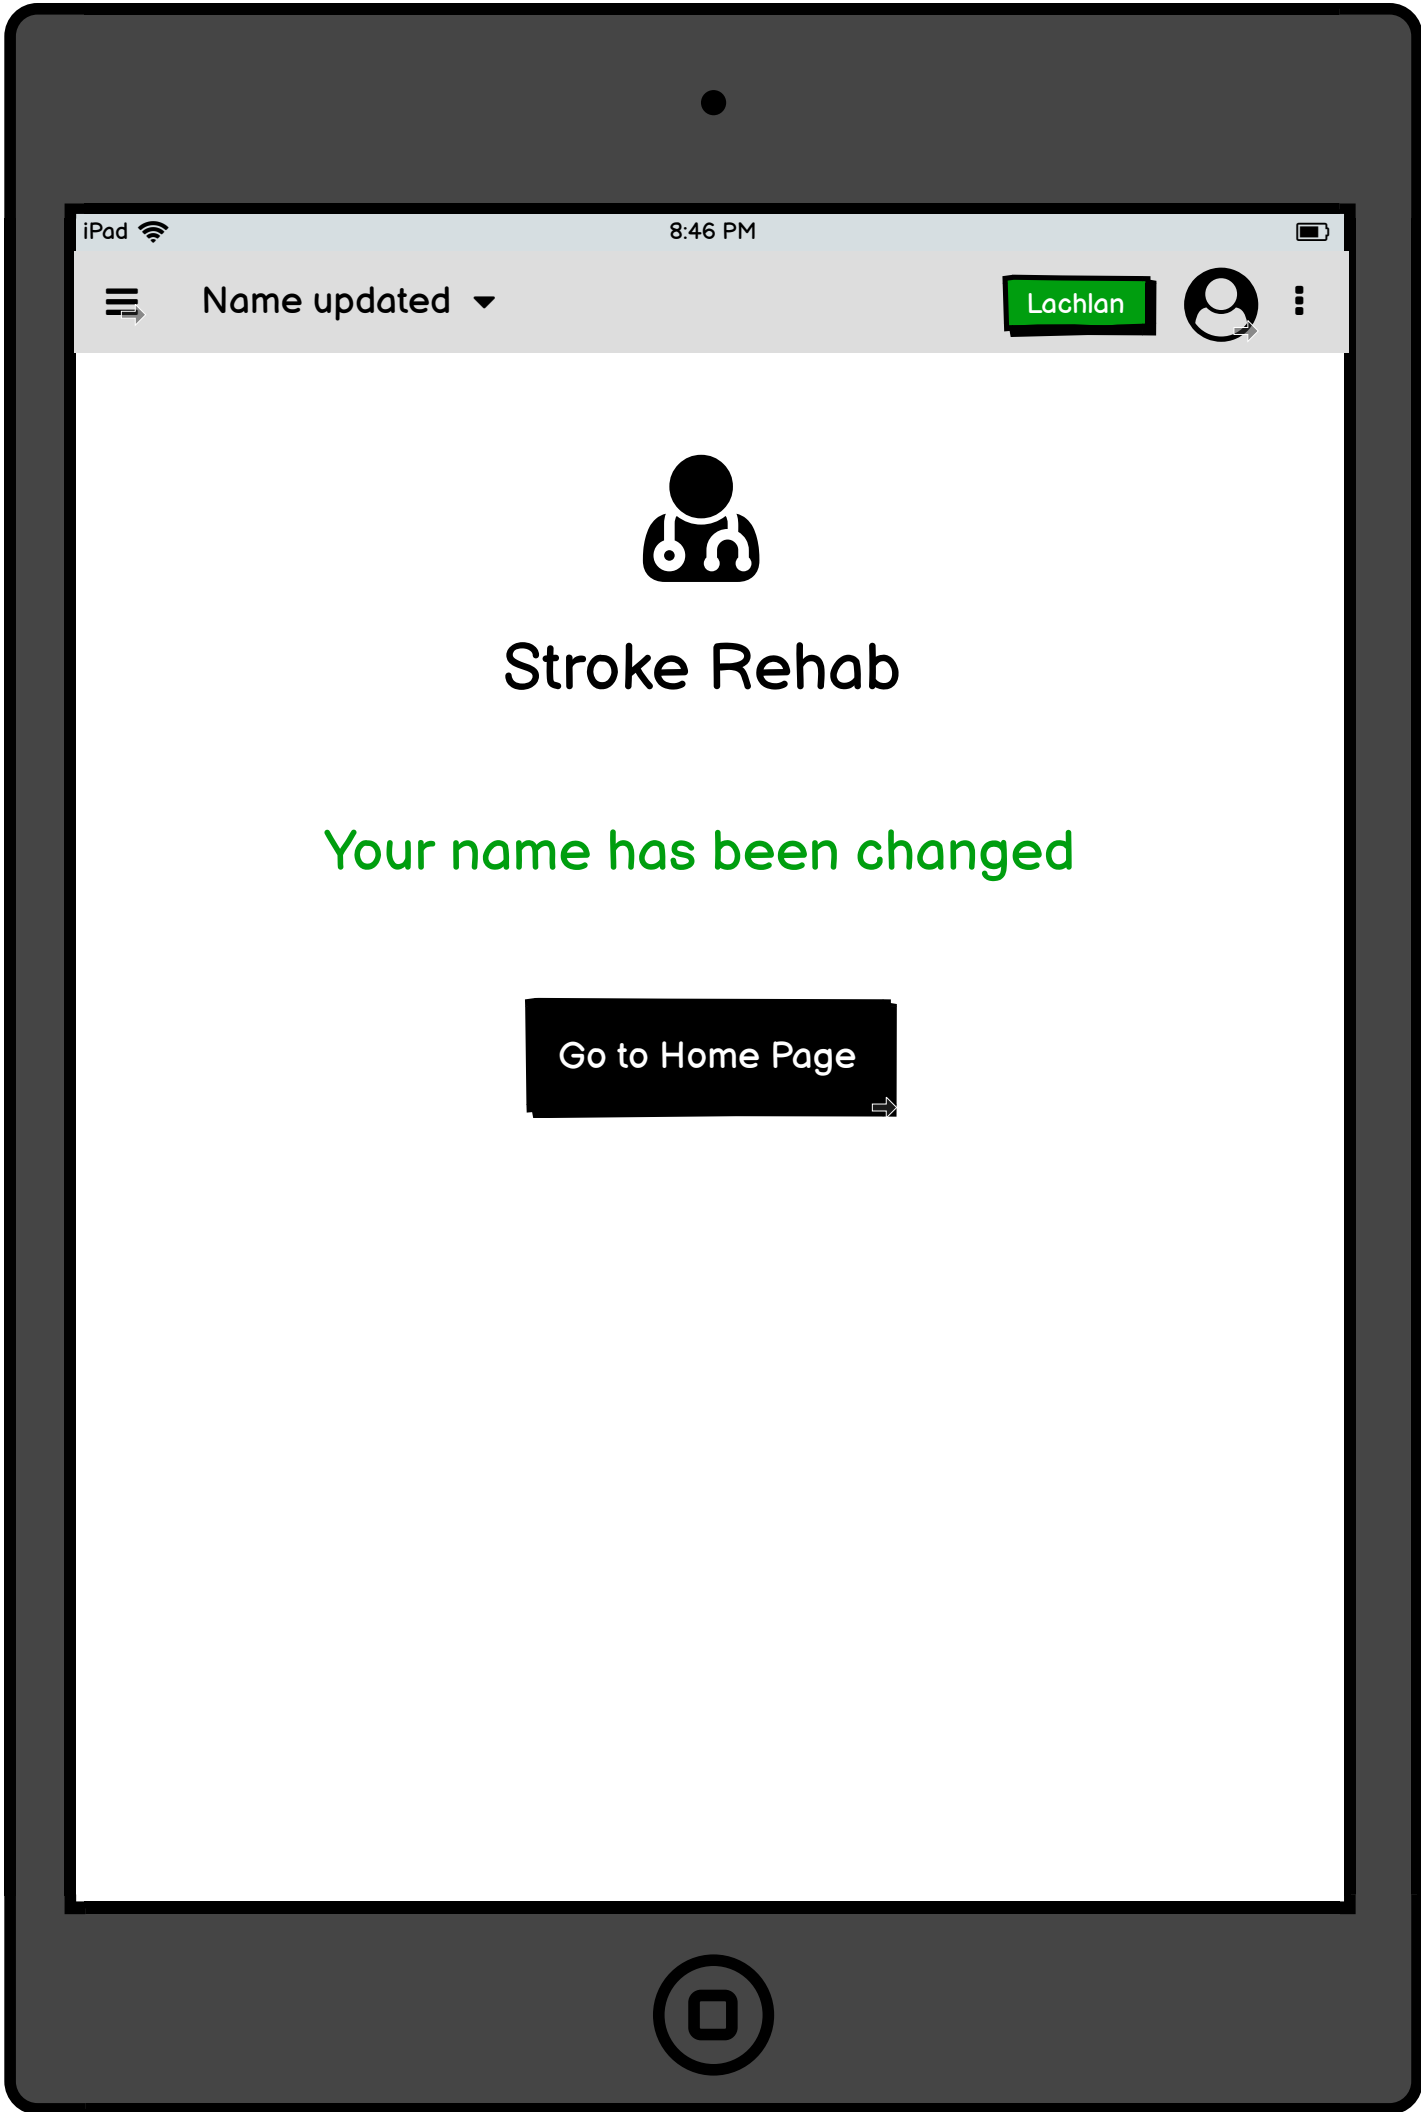 iPad
8:46 PM
Name updated
Lachlan
Stroke Rehab
Your name has been changed
Go to Home Page